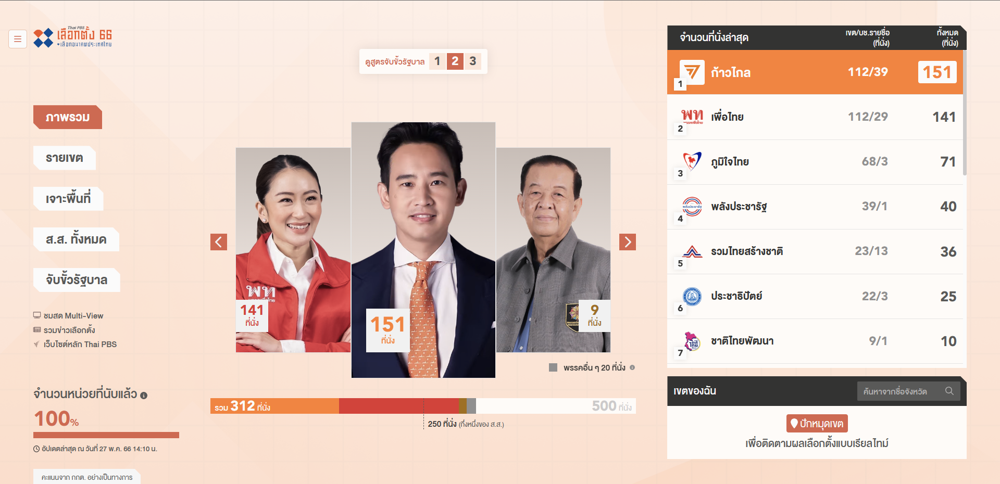 Thai PBS
เลือกตั้ง 66
#เลือกอนาคตประเทศไทย
ภาพรวม
รายเขต
เจาะพื้นที่
ส.ส. ทั้งหมด
จับขั้วรัฐบาล
ชมสด Multi-View
รวมข่าวเลือกตั้ง
เว็บไซต์หลัก Thai PBS
จำนวนหน่วยที่นับแล้ว
100%
อัปเดตล่าสุด ณ วันที่ 27 พ.ค. 66 14:10 น.
คะแนนจาก กกต. อย่างเป็นทางการ
ดูสูตรจับขั้วรัฐบาล 1 2 3
พท
141
ที่นั่ง
151
ที่นั่ง
9
ที่นั่ง
พรรคอื่น ๆ 20 ที่นั่ง
รวม 312 ที่นั่ง
500 ที่นั่ง
250 ที่นั่ง (กึ่งหนึ่งของ ส.ส.)
จำนวนที่นั่งล่าสุด
เขต/บช.รายชื่อ
(ที่นั่ง)
ทั้งหมด
(ที่นั่ง)
1 ก้าวไกล 112/39 151
พท
พรรคเพื่อไทย
2 เพื่อไทย 112/29 141
3 ภูมิใจไทย 68/3 71
พลังประชารัฐ
4 พลังประชารัฐ 39/1 40
5 รวมไทยสร้างชาติ 23/13 36
6 ประชาธิปัตย์ 22/3 25
7 ชาติไทยพัฒนา 9/1 10
เขตของฉัน
ค้นหาจากชื่อจังหวัด
ปักหมุดเขต
เพื่อติดตามผลเลือกตั้งแบบเรียลไทม์